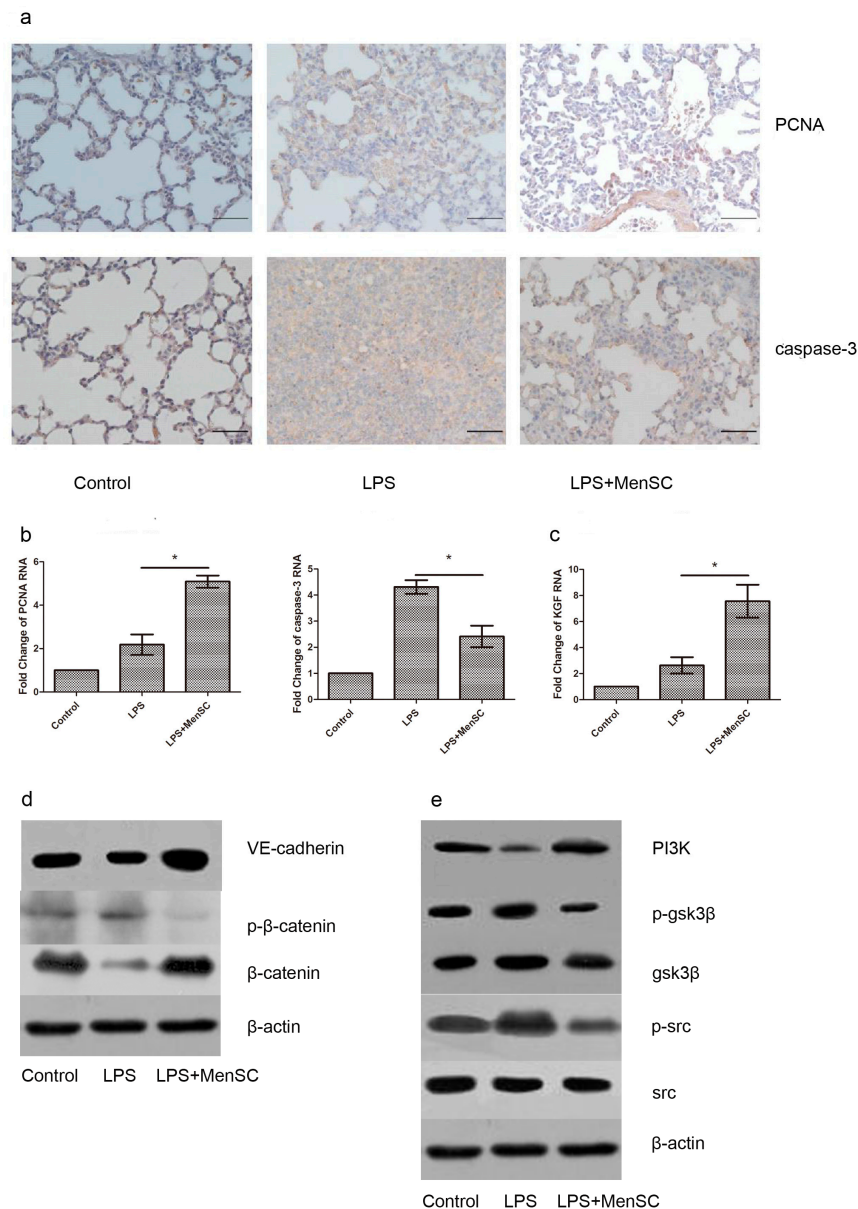 a
PCNA
caspase-3
Control LPS LPS+MenSC
b
Fold Change of PCNA RNA
6
4
2
0
*
Control LPS LPS+MenSC
Fold Change of caspase-3 RNA
5
4
3
2
1
0
*
Control LPS LPS+MenSC
c
Fold Change of KGF RNA
10
8
6
4
2
0
*
Control LPS LPS+MenSC
d
VE-cadherin
p-β-catenin
β-catenin
β-actin
Control LPS LPS+MenSC
e
PI3K
p-gsk3β
gsk3β
p-src
src
β-actin
Control LPS LPS+MenSC